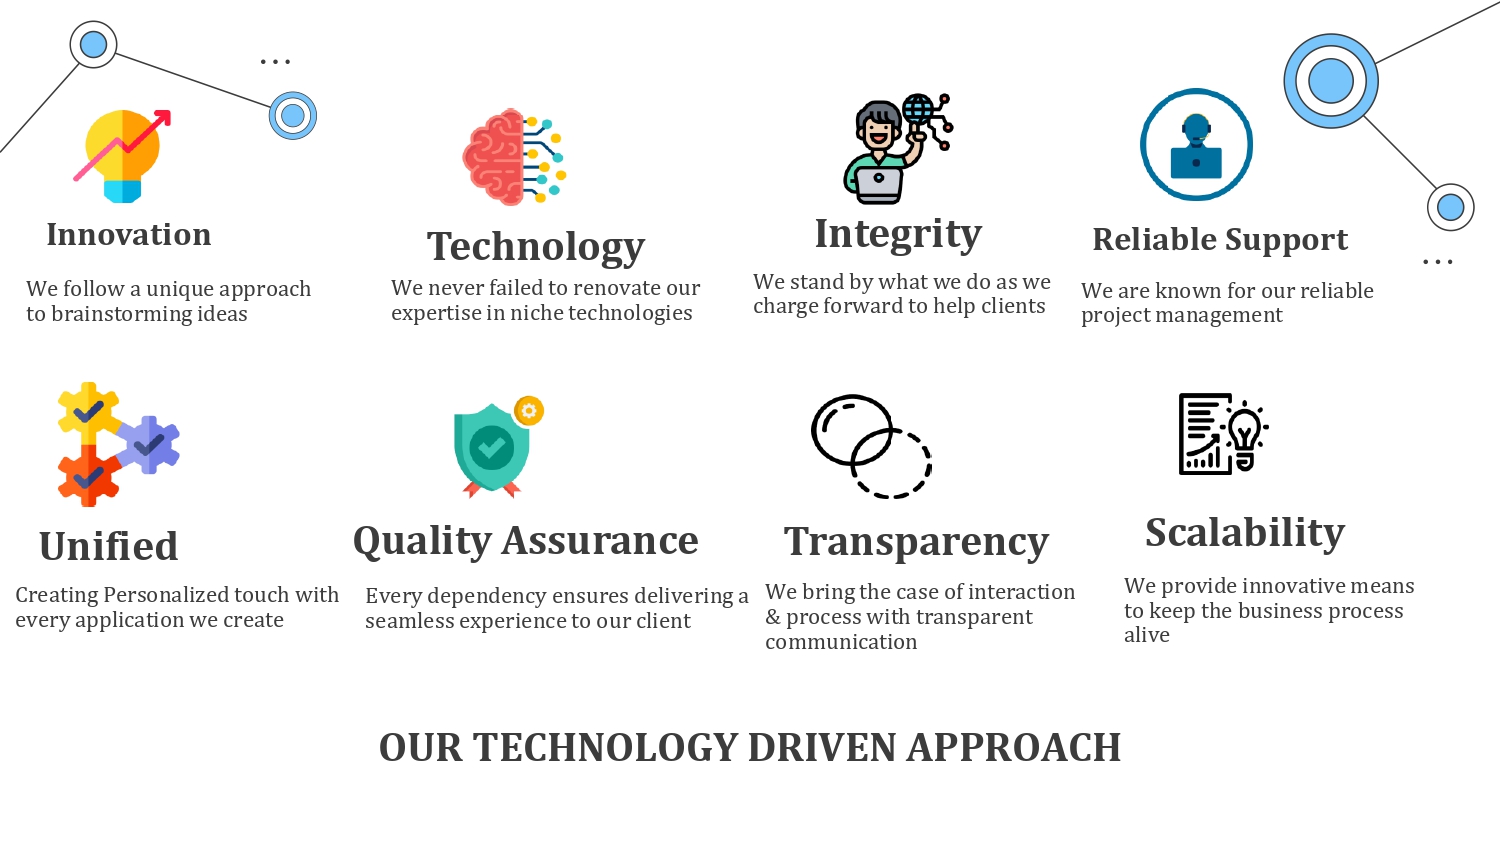 Innovation
We follow a unique approach
to brainstorming ideas
Technology
We never failed to renovate our
expertise in niche technologies
Integrity
We stand by what we do as we
charge forward to help clients
Reliable Support
We are known for our reliable
project management
Unified
Creating Personalized touch with
every application we create
Quality Assurance
Every dependency ensures delivering a
seamless experience to our client
Transparency
We bring the case of interaction
& process with transparent
communication
Scalability
We provide innovative means
to keep the business process
alive
OUR TECHNOLOGY DRIVEN APPROACH